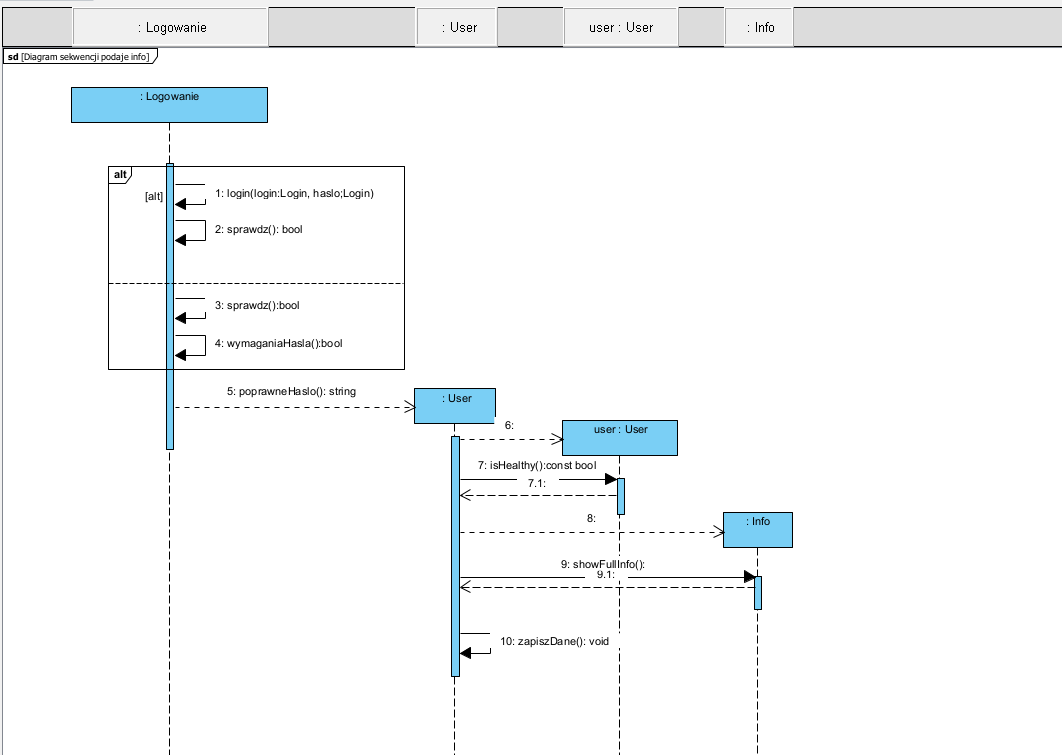 : Logowanie
: User
user : User
: Info
sd [Diagram sekwencji podaje info]
: Logowanie
alt
[alt]
1: login(login:Login, haslo;Login)
2: sprawdz(): bool
3: sprawdz():bool
4: wymaganiaHasla():bool
5: poprawneHaslo(): string
: User
6:
user : User
7: isHealthy():const bool
7.1:
8:
: Info
9: showFullInfo():
9.1:
10: zapiszDane(): void